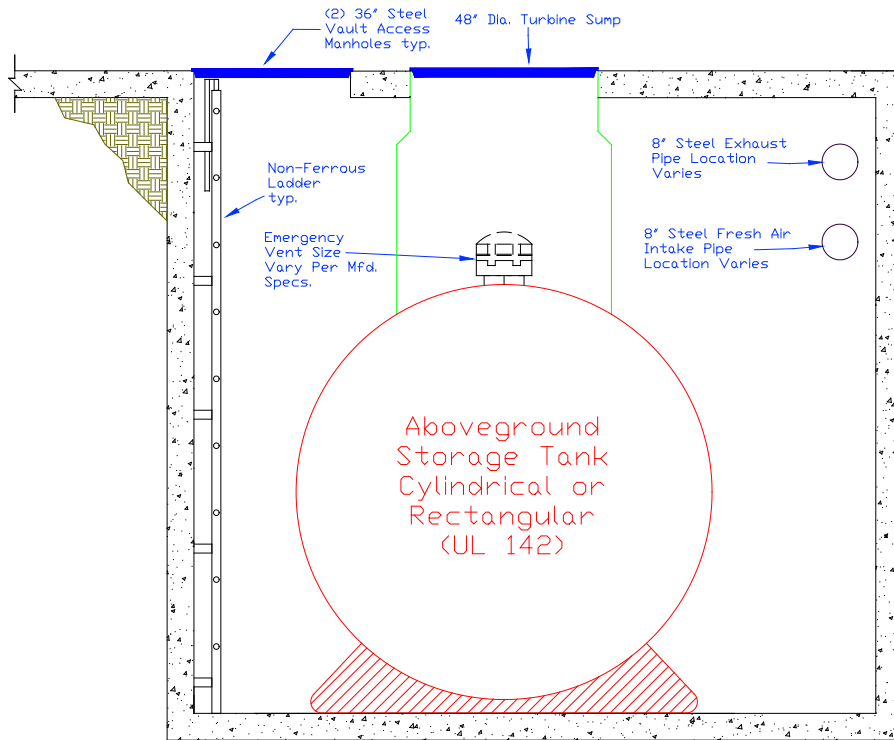 (2) 36" Steel
Vault Access
Manholes typ.
48" Dia. Turbine Sump
8" Steel Exhaust
Pipe Location
Varies
Non-Ferrous
Ladder
typ.
8" Steel Fresh Air
Intake Pipe
Location Varies
Emergency
Vent Size
Vary Per Mfd.
Specs.
Aboveground
Storage Tank
Cylindrical or
Rectangular
(UL 142)